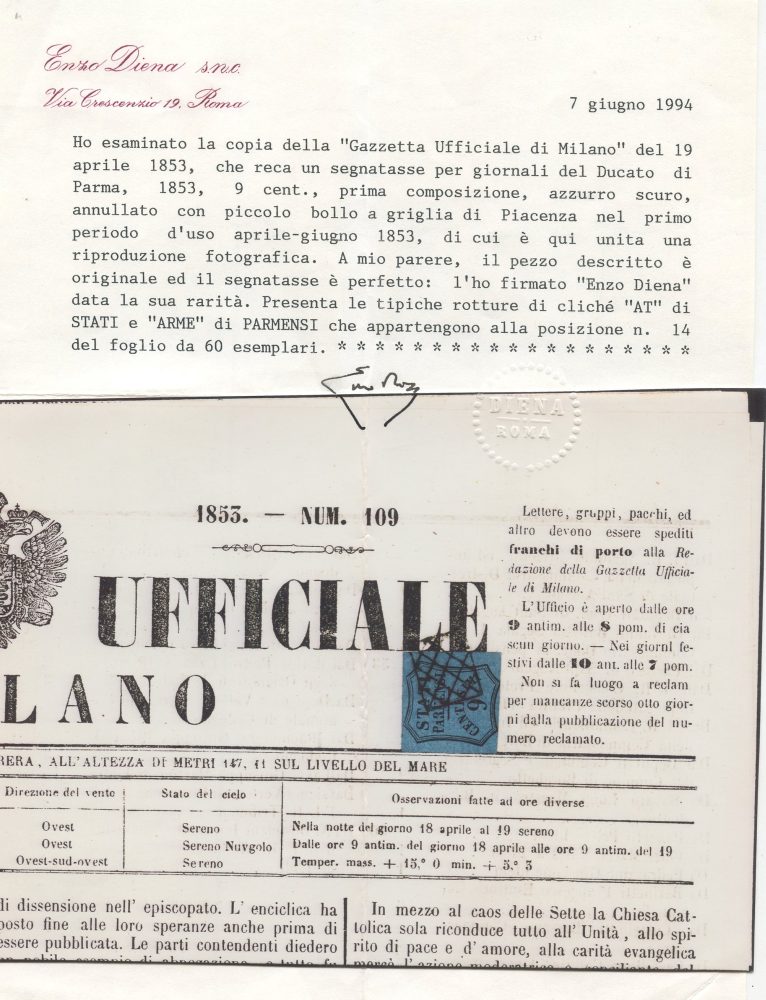 Enzo Diena s.n.c.
Via Crescenzio 19, Roma
7 giugno 1994
Ho esaminato la copia della "Gazzetta Ufficiale di Milano" del 19
aprile 1853, che reca un segnatasse per giornali del Ducato di
Parma, 1853, 9 cent., prima composizione, azzurro scuro,
annullato con piccolo bollo a griglia di Piacenza nel primo
periodo d'uso aprile-giugno 1853, di cui è qui unita una
riproduzione fotografica. A mio parere, il pezzo descritto è
originale ed il segnatasse è perfetto: l'ho firmato "Enzo Diena"
data la sua rarità. Presenta le tipiche rotture di cliché "AT" di
STATI e "ARME" di PARMENSI che appartengono alla posizione n. 14
del foglio da 60 esemplari. * * * * * * * * * * * * * * * * * * *
DIENA
ROMA
1853. — NUM. 109
UFFICIALE
LANO
Lettere, gruppi, pacchi, ed
altro devono essere spediti
franchi di porto alla Re-
dazione della Gazzetta Ufficia-
le di Milano.
L'Ufficio è aperto dalle ore
9 antim. alle 8 pom. di cia
scun giorno. — Nei giorni fe-
stivi dalle 10 ant. alle 7 pom.
Non si fa luogo a reclam
per mancanze scorso otto gior-
ni dalla pubblicazione del nu-
mero reclamato.
STATI
PARMENSI
CENT.
9
RERA, ALL'ALTEZZA DI METRI 147, 11 SUL LIVELLO DEL MARE
Direzione del vento
Stato del cielo
Osservazioni fatte ad ore diverse
Ovest
Sereno
Nella notte del giorno 18 aprile al 19 sereno
Ovest
Sereno Nuvgolo
Dalle ore 9 antim. del giorno 18 aprile alle ore 9 antim. del 19
Ovest-sud-ovest
Sereno
Temper. mass. + 15,° 0 min. + 5,° 3
di dissensione nell' episcopato. L' enciclica ha
posto fine alle loro speranze anche prima di
essere pubblicata. Le parti contendenti diedero
nobile esempio di abnegazione
In mezzo al caos delle Sette la Chiesa Cat-
tolica sola riconduce tutto all' Unità, allo spi-
rito di pace e d' amore, alla carità evangelica